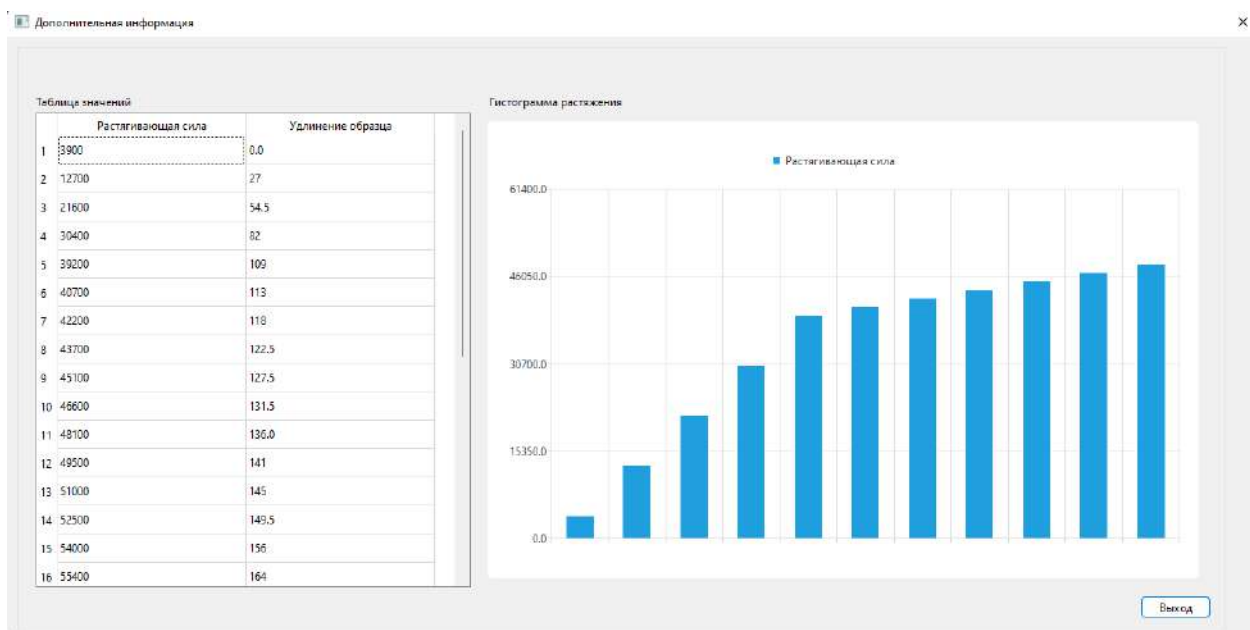 Дополнительная информация
Таблица значений
Растягивающая сила Удлинение образца
1 3900 0.0
2 12700 27
3 21600 54.5
4 30400 82
5 39200 109
6 40700 113
7 42200 118
8 43700 122.5
9 45100 127.5
10 46600 131.5
11 48100 136.0
12 49500 141
13 51000 145
14 52500 149.5
15 54000 156
16 55400 164
Гистограмма растяжения
Растягивающая сила
61400.0
46050.0
30700.0
15350.0
0.0
Выход